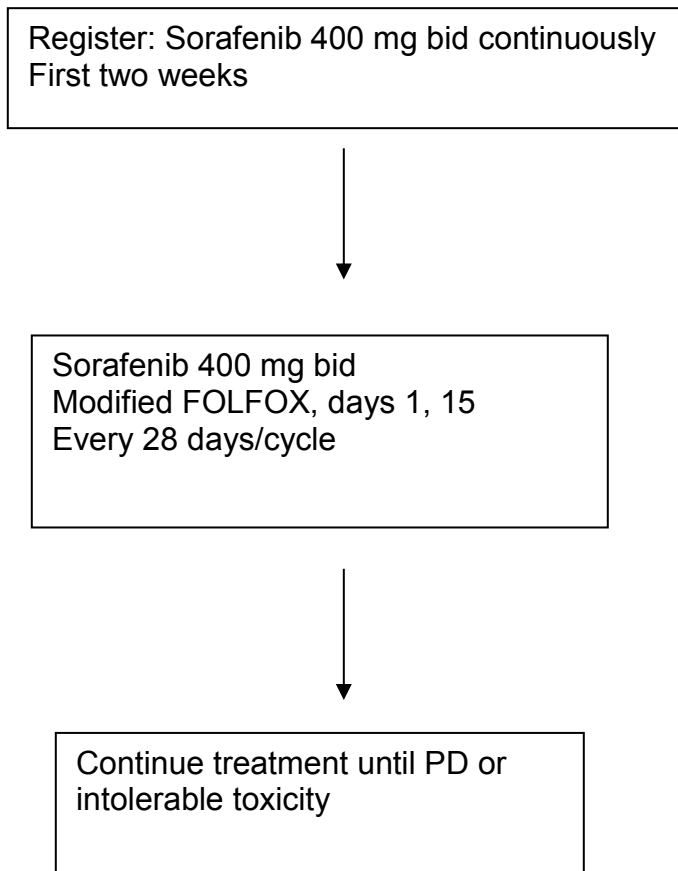 Register: Sorafenib 400 mg bid continuously
First two weeks
Sorafenib 400 mg bid
Modified FOLFOX, days 1, 15
Every 28 days/cycle
Continue treatment until PD or
intolerable toxicity